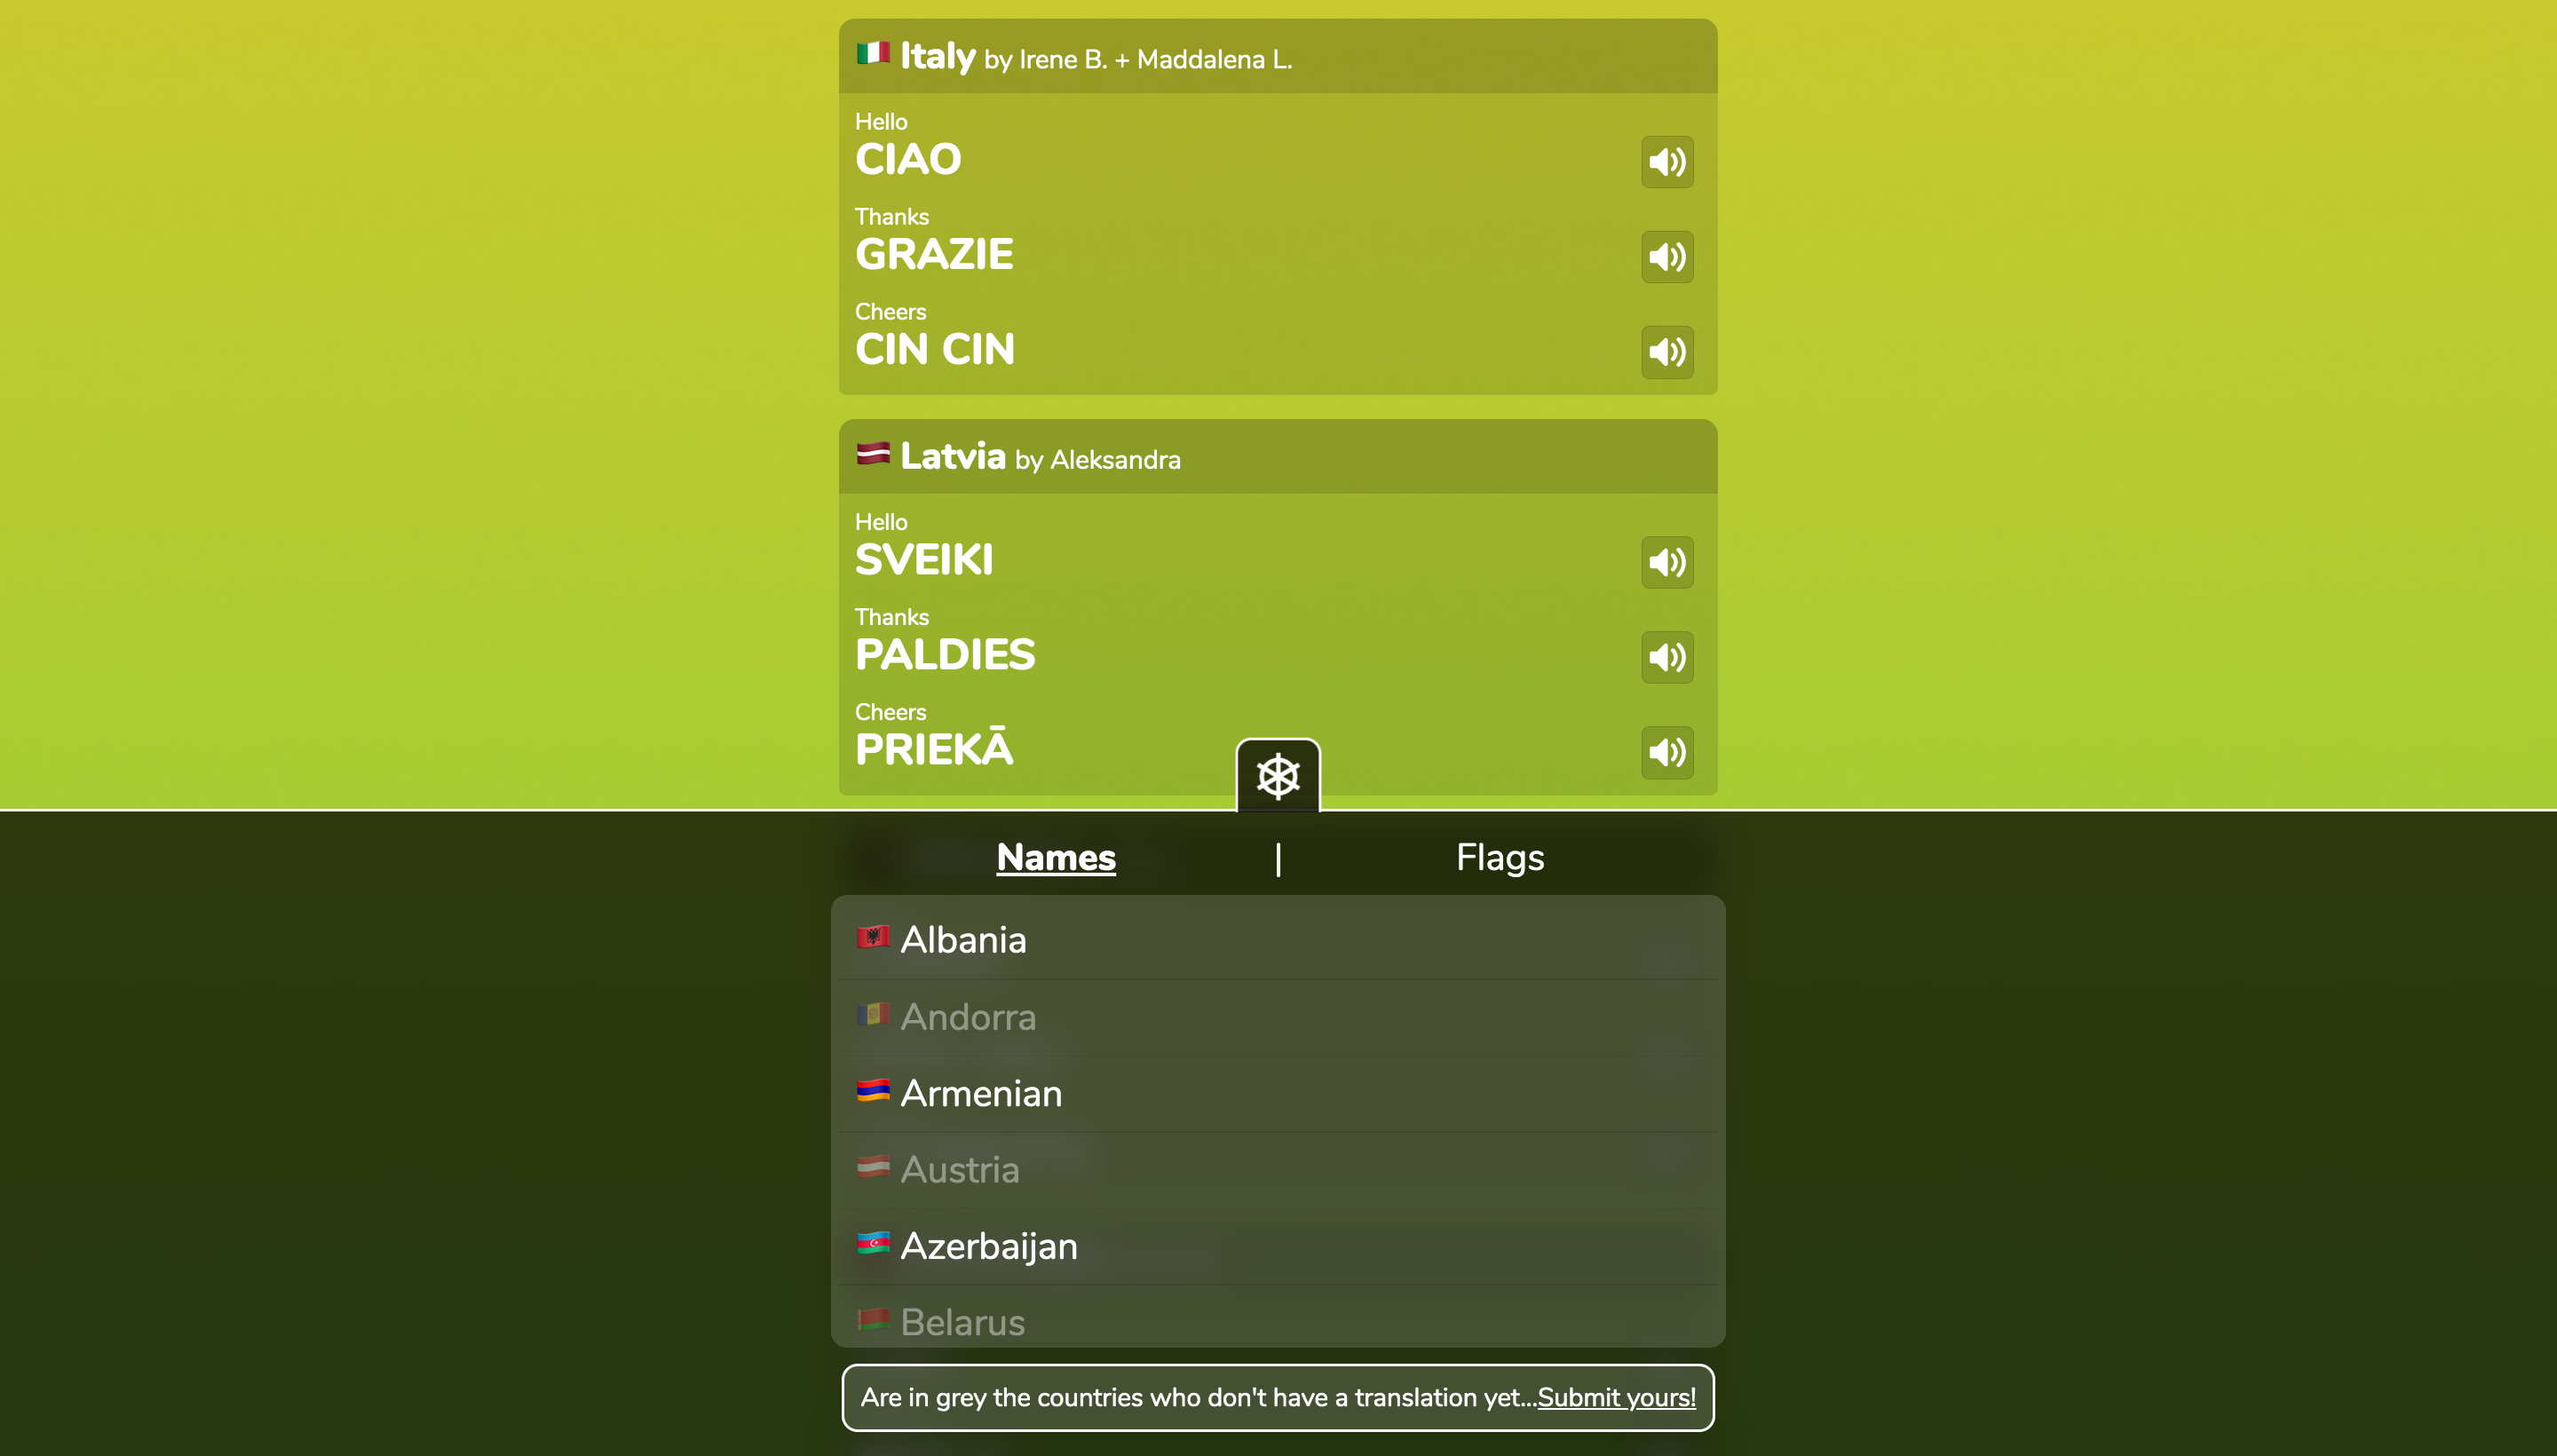 Italy by Irene B. + Maddalena L.
Hello
CIAO
Thanks
GRAZIE
Cheers
CIN CIN
Latvia by Aleksandra
Hello
SVEIKI
Thanks
PALDIES
Cheers
PRIEKĀ
Names | Flags
Albania
Andorra
Armenian
Austria
Azerbaijan
Belarus
Are in grey the countries who don't have a translation yet...Submit yours!